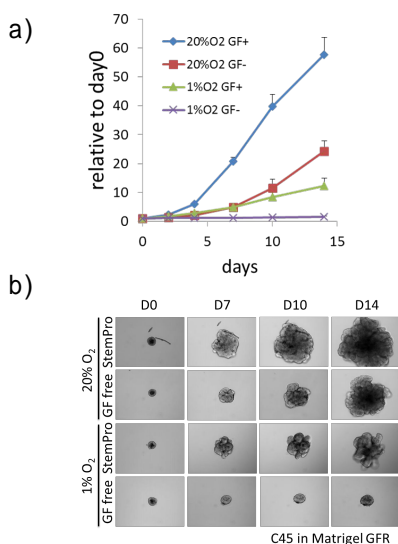 a)
relative to day0
70
60
50
40
30
20
10
0
20%O2 GF+
20%O2 GF-
1%O2 GF+
1%O2 GF-
0 5 10 15
days
b)
D0 D7 D10 D14
20% O₂
StemPro
GF free
1% O₂
StemPro
GF free
C45 in Matrigel GFR